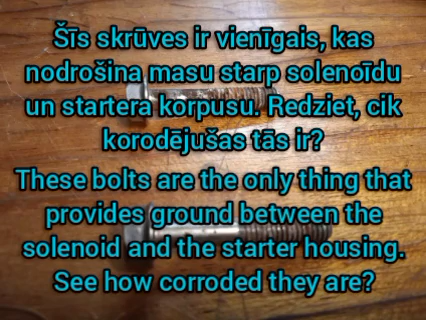 Šīs skrūves ir vienīgais, kas
nodrošina masu starp solenoīdu
un startera korpusu. Redziet, cik
korodējušas tās ir?
These bolts are the only thing that
provides ground between the
solenoid and the starter housing.
See how corroded they are?